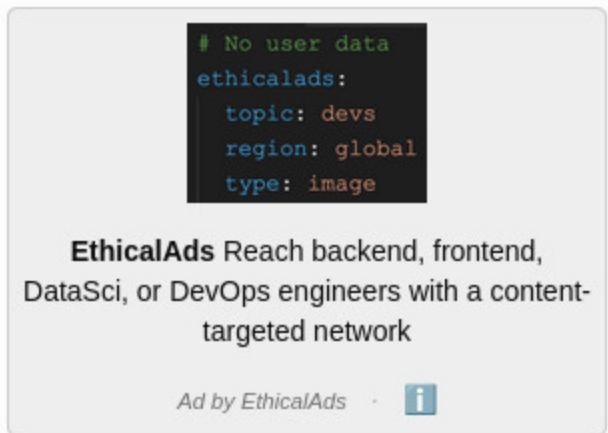 # No user data
ethicalads:
topic: devs
region: global
type: image
EthicalAds Reach backend, frontend,
DataSci, or DevOps engineers with a content-
targeted network
Ad by EthicalAds · ℹ️